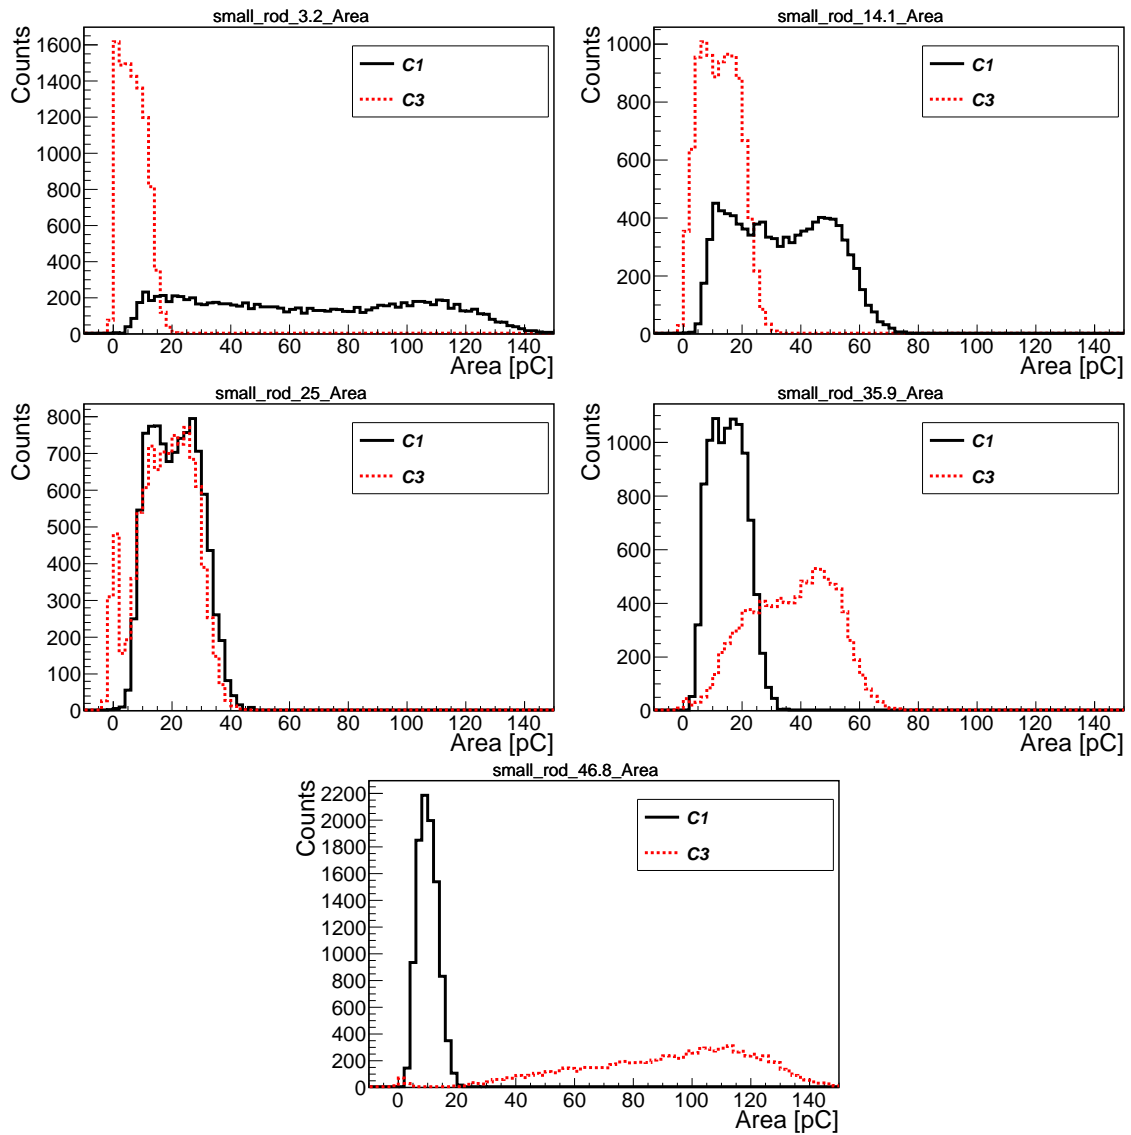 small_rod_3.2_Area
Counts
1600
1400
1200
1000
800
600
400
200
0
C1
C3
0 20 40 60 80 100 120 140
Area [pC]
small_rod_14.1_Area
Counts
1000
800
600
400
200
0
C1
C3
0 20 40 60 80 100 120 140
Area [pC]
small_rod_25_Area
Counts
800
700
600
500
400
300
200
100
0
C1
C3
0 20 40 60 80 100 120 140
Area [pC]
small_rod_35.9_Area
Counts
1000
800
600
400
200
0
C1
C3
0 20 40 60 80 100 120 140
Area [pC]
small_rod_46.8_Area
Counts
2200
2000
1800
1600
1400
1200
1000
800
600
400
200
0
C1
C3
0 20 40 60 80 100 120 140
Area [pC]